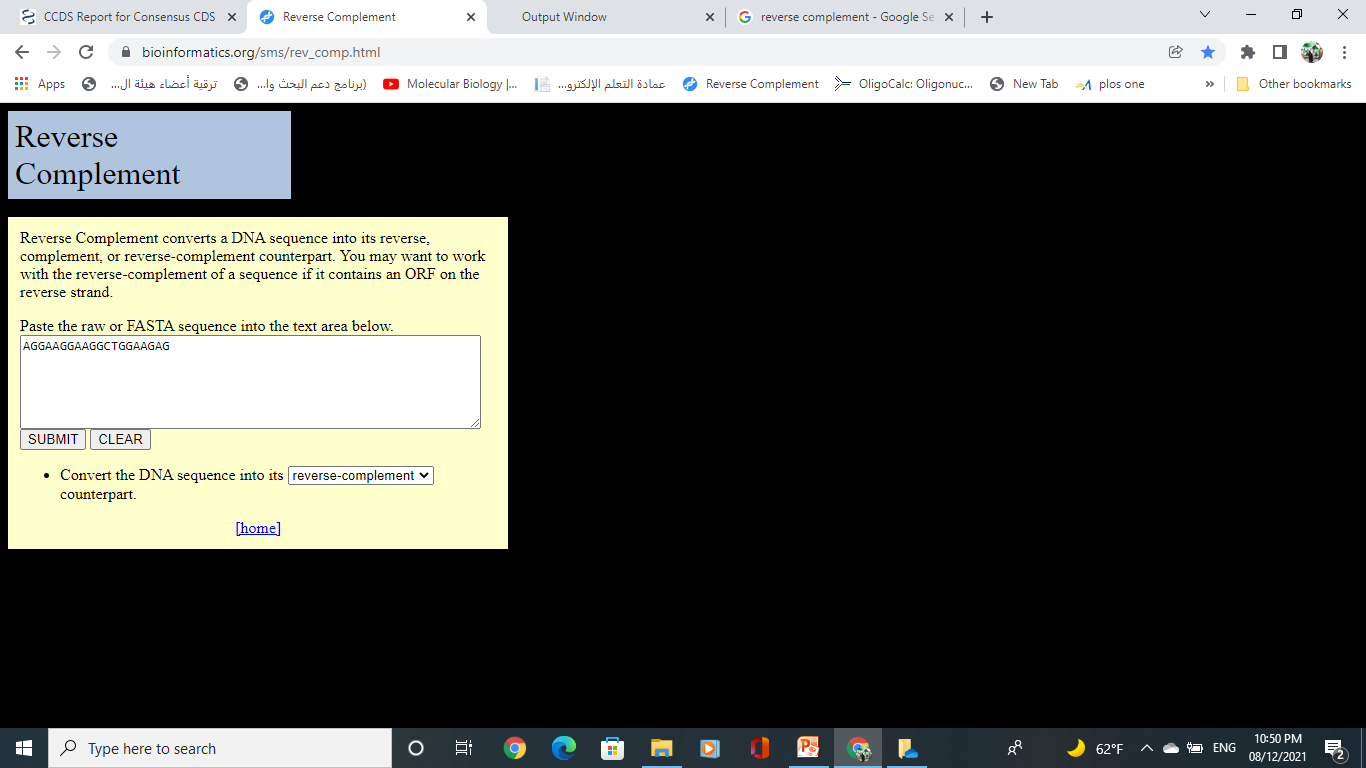 CCDS Report for Consensus CDS
Reverse Complement
Output Window
reverse complement - Google Se
bioinformatics.org/sms/rev_comp.html
Apps
ترقية أعضاء هيئة ال...
(برنامج دعم البحث وا...
Molecular Biology |...
عمادة التعلم الإلكترو...
Reverse Complement
OligoCalc: Oligonuc...
New Tab
plos one
»
Other bookmarks
Reverse
Complement
Reverse Complement converts a DNA sequence into its reverse,
complement, or reverse-complement counterpart. You may want to work
with the reverse-complement of a sequence if it contains an ORF on the
reverse strand.
Paste the raw or FASTA sequence into the text area below.
AGGAAGGAAGGCTGGAAGAG
SUBMIT CLEAR
• Convert the DNA sequence into its reverse-complement
counterpart.
[home]
Type here to search
62°F
ENG
10:50 PM
08/12/2021
2